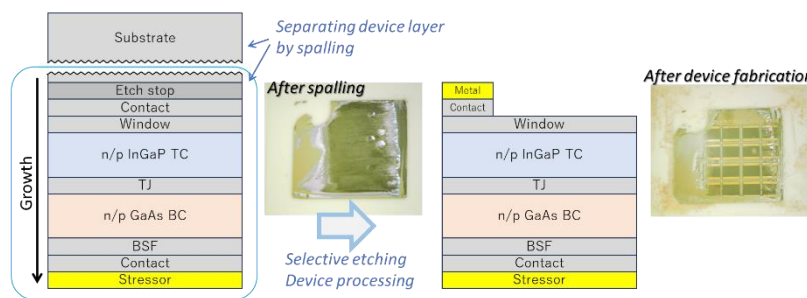 Substrate
Separating device layer
by spalling
Etch stop
Contact
Window
n/p InGaP TC
TJ
n/p GaAs BC
BSF
Contact
Stressor
Growth
After spalling
Selective etching
Device processing
Metal
Contact
Window
n/p InGaP TC
TJ
n/p GaAs BC
BSF
Contact
Stressor
After device fabrication